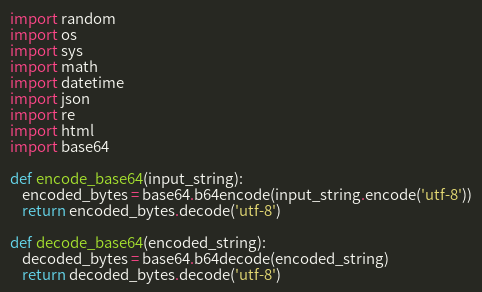 import random
import os
import sys
import math
import datetime
import json
import re
import html
import base64

def encode_base64(input_string):
    encoded_bytes = base64.b64encode(input_string.encode('utf-8'))
    return encoded_bytes.decode('utf-8')

def decode_base64(encoded_string):
    decoded_bytes = base64.b64decode(encoded_string)
    return decoded_bytes.decode('utf-8')